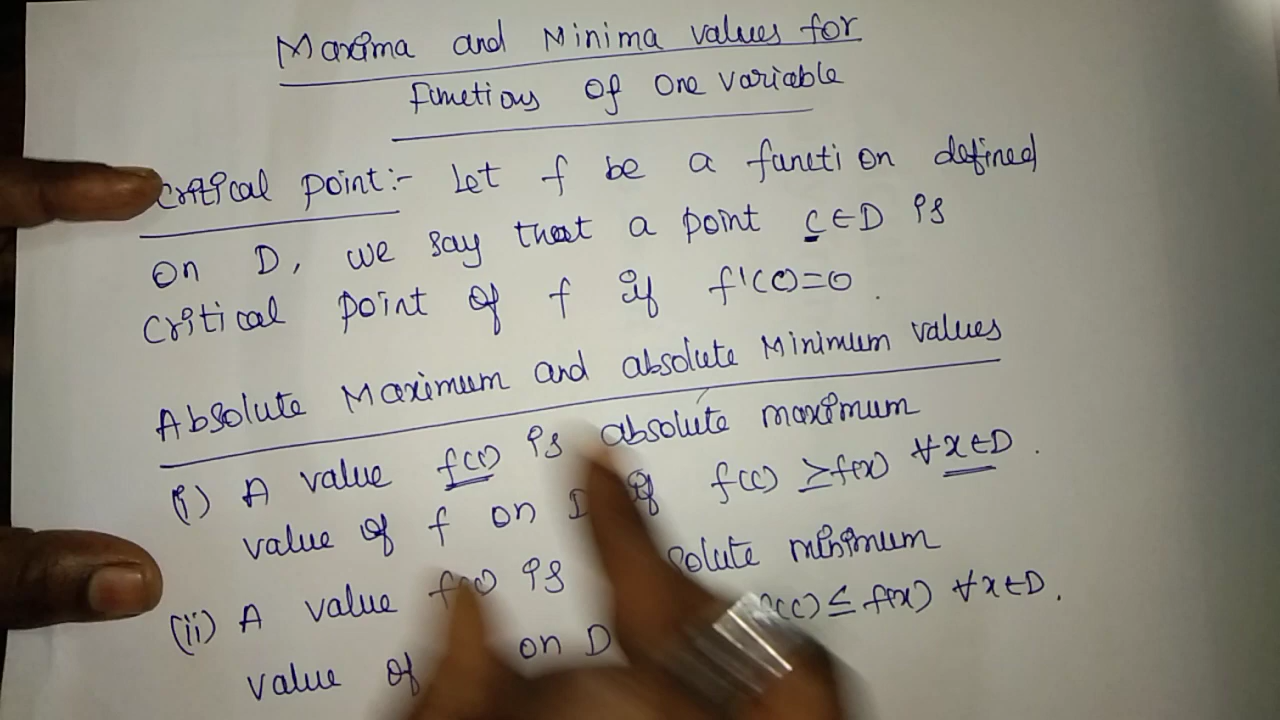 Maxima and Minima values for
functions of one variable
Critical point:- Let f be a function defined
on D, we say that a point c∈D is
critical point of f if f'(c)=0.
Absolute Maximum and absolute Minimum values
(i) A value f(c) is absolute maximum
value of f on D if f(c) ≥ f(x) ∀ x∈D.
(ii) A value f(c) is solute minimum
value of on D f(c) ≤ f(x) ∀ x∈D.